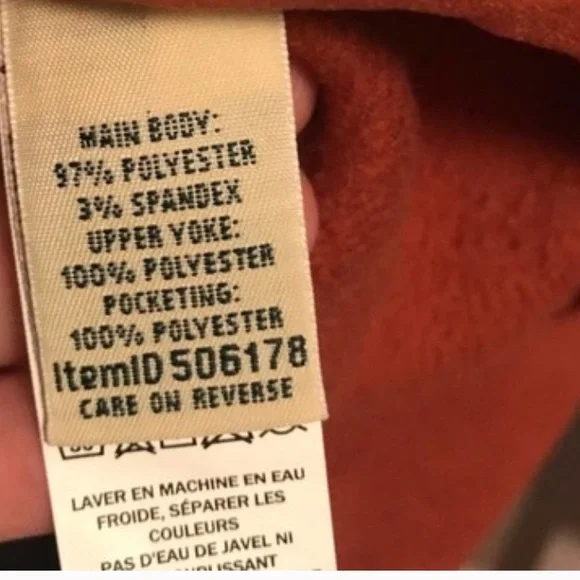 MAIN BODY:
97% POLYESTER
3% SPANDEX
UPPER YOKE:
100% POLYESTER
POCKETING:
100% POLYESTER
ItemID 506178
CARE ON REVERSE
LAVER EN MACHINE EN EAU
FROIDE, SÉPARER LES
COULEURS
PAS D'EAU DE JAVEL NI